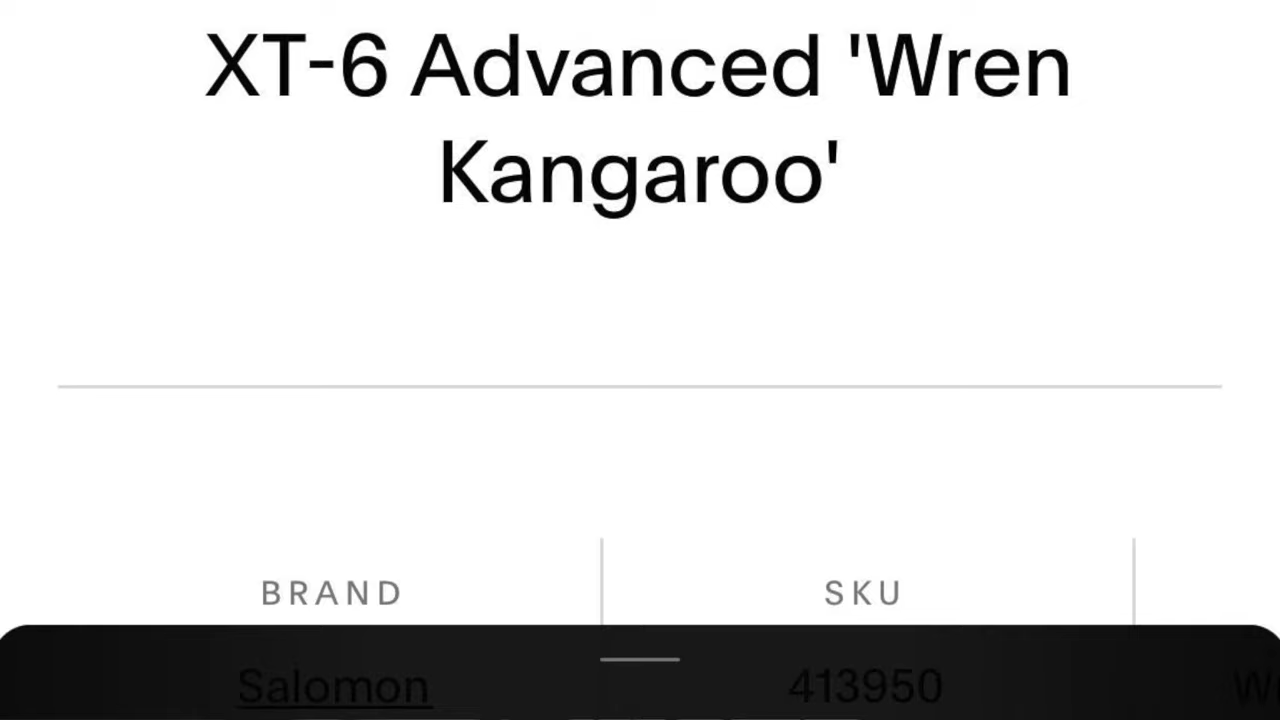 XT-6 Advanced 'Wren
Kangaroo'
BRAND
SKU
Salomon
413950